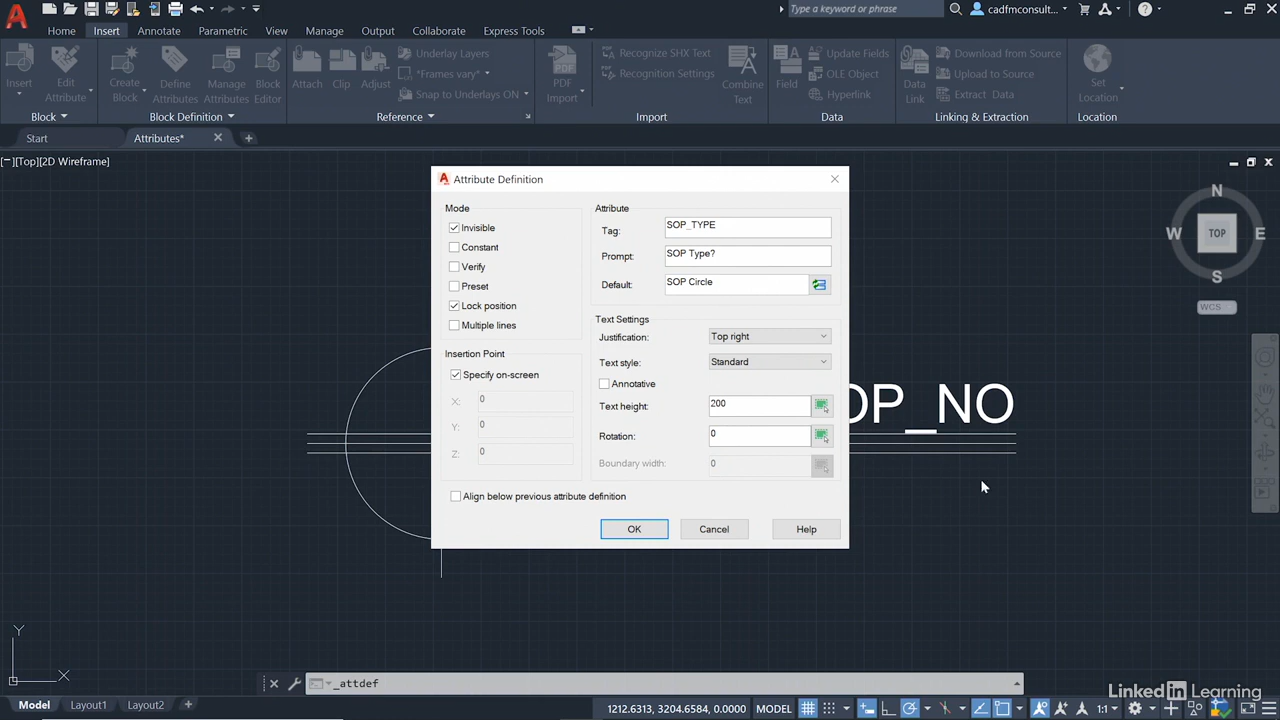 Type a keyword or phrase
cadfmconsult...
Home Insert Annotate Parametric View Manage Output Collaborate Express Tools
Insert
Edit
Attribute
Create
Block
Define
Attributes
Manage
Attributes
Block
Editor
Attach
Clip
Adjust
Underlay Layers
*Frames vary*
Snap to Underlays ON
PDF
Import
Recognize SHX Text
Recognition Settings
Combine
Text
Field
Update Fields
OLE Object
Hyperlink
Data
Link
Download from Source
Upload to Source
Extract Data
Set
Location
Block Block Definition Reference Import Data Linking & Extraction Location
Start Attributes*
[−][Top][2D Wireframe]
N
W TOP E
S
WCS
Attribute Definition
Mode
Invisible
Constant
Verify
Preset
Lock position
Multiple lines
Insertion Point
Specify on-screen
X: 0
Y: 0
Z: 0
Align below previous attribute definition
Attribute
Tag: SOP_TYPE
Prompt: SOP Type?
Default: SOP Circle
Text Settings
Justification: Top right
Text style: Standard
Annotative
Text height: 200
Rotation: 0
Boundary width: 0
OK Cancel Help
OP_NO
Y
X
_attdef
Model Layout1 Layout2
1212.6313, 3204.6584, 0.0000 MODEL 1:1
LinkedIn Learning